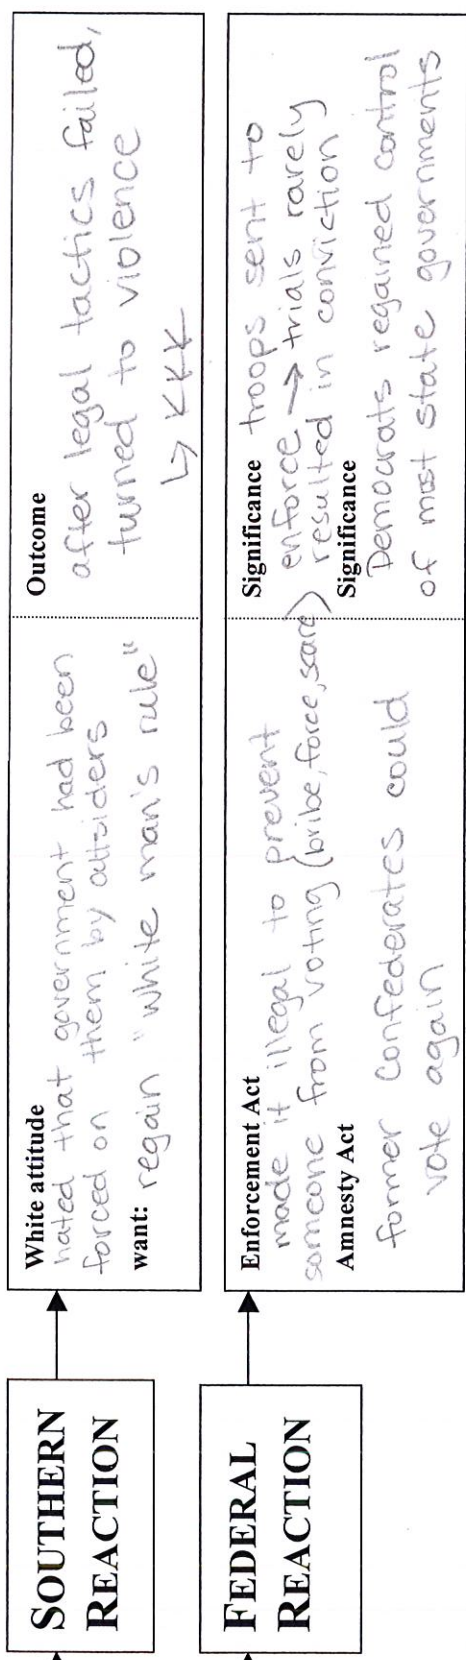 SOUTHERN
REACTION
White attitude
hated that government had been
forced on them by outsiders
want: regain "white man's rule"
Outcome
after legal tactics failed,
turned to violence
↳ KKK
FEDERAL
REACTION
Enforcement Act
made it illegal to prevent
someone from voting (bribe, force, scare)
Amnesty Act
former Confederates could
vote again
Significance troops sent to
enforce → trials rarely
resulted in conviction
Significance
Democrats regained control
of most state governments